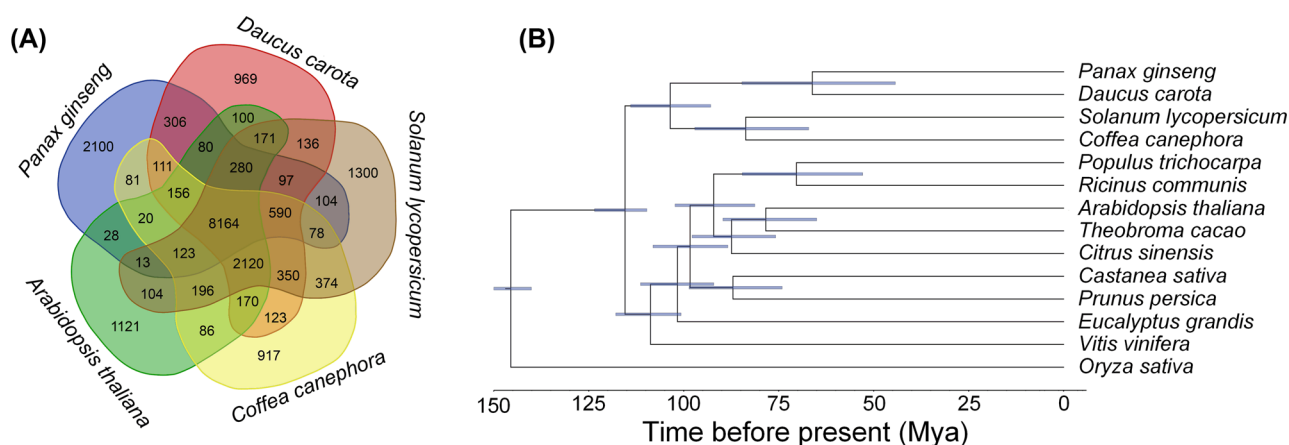 (A)
Daucus carota
Panax ginseng
Solanum lycopersicum
Arabidopsis thaliana
Coffea canephora
969
306
100
2100
80
171
136
111
280
1300
81
156
97
104
20
8164
590
28
78
123
13
2120
350
374
104
196
170
123
1121
86
917
(B)
Panax ginseng
Daucus carota
Solanum lycopersicum
Coffea canephora
Populus trichocarpa
Ricinus communis
Arabidopsis thaliana
Theobroma cacao
Citrus sinensis
Castanea sativa
Prunus persica
Eucalyptus grandis
Vitis vinifera
Oryza sativa
150 125 100 75 50 25 0
Time before present (Mya)